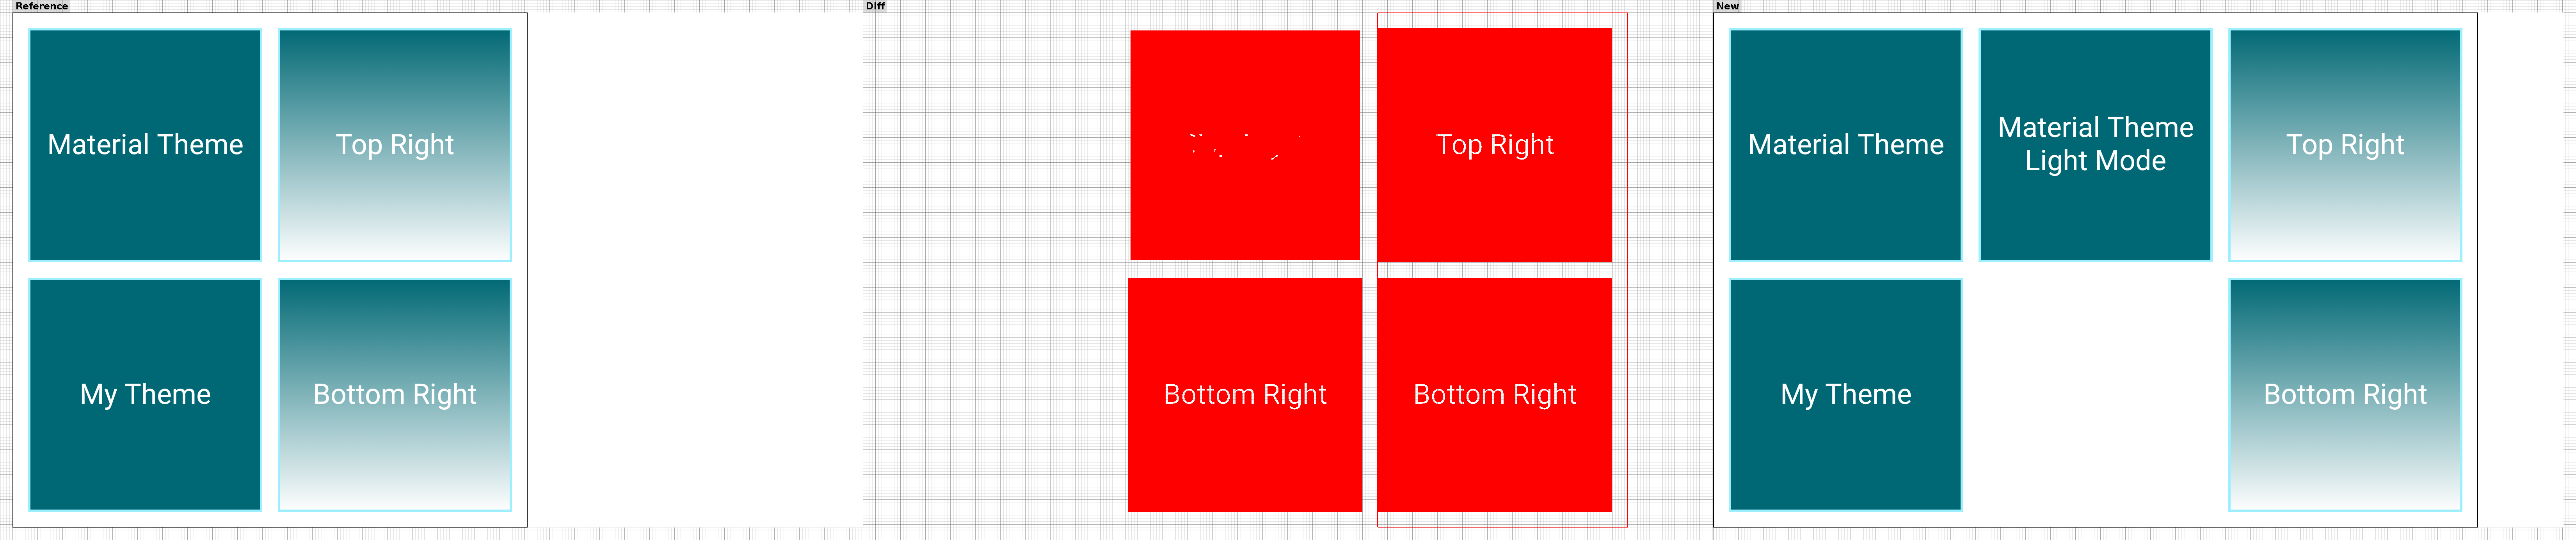 Reference
Material Theme
Top Right
My Theme
Bottom Right
Diff
Top Right
Bottom Right
Bottom Right
New
Material Theme
Material Theme
Light Mode
Top Right
My Theme
Bottom Right